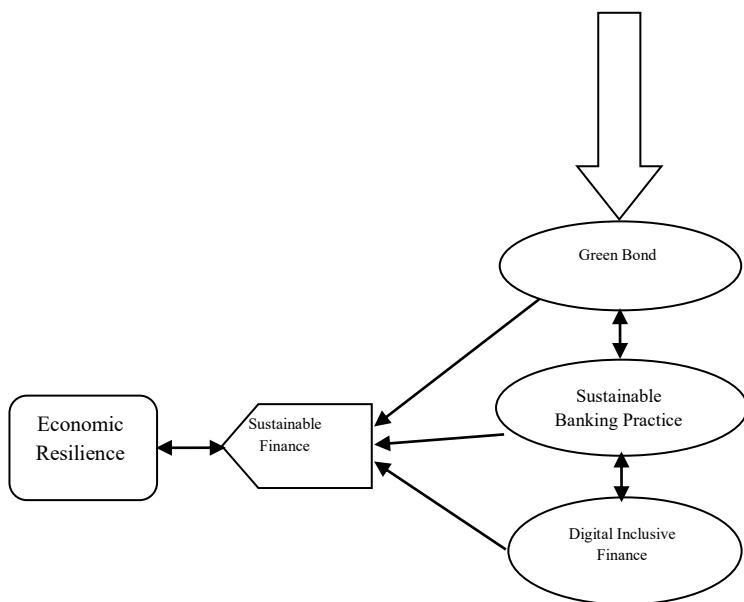 Green Bond
Sustainable
Banking Practice
Economic
Resilience
Sustainable
Finance
Digital Inclusive
Finance